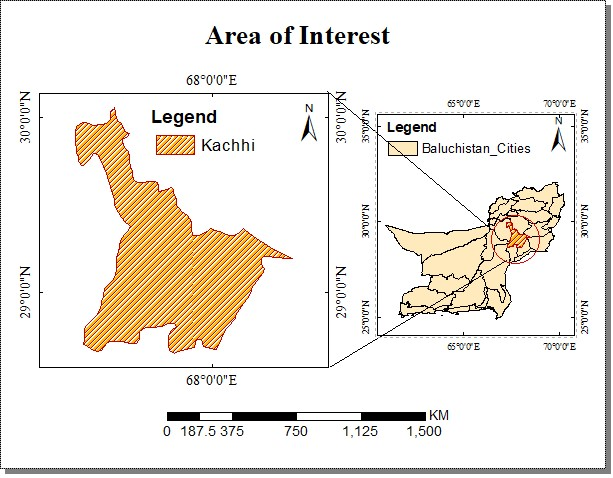 Area of Interest
68°0'0"E
30°0'0"N
29°0'0"N
Legend
Kachhi
N
30°0'0"N
29°0'0"N
68°0'0"E
65°0'0"E
70°0'0"E
35°0'0"N
30°0'0"N
25°0'0"N
Legend
Baluchistan_Cities
N
35°0'0"N
30°0'0"N
25°0'0"N
65°0'0"E
70°0'0"E
KM
0 187.5 375 750 1,125 1,500